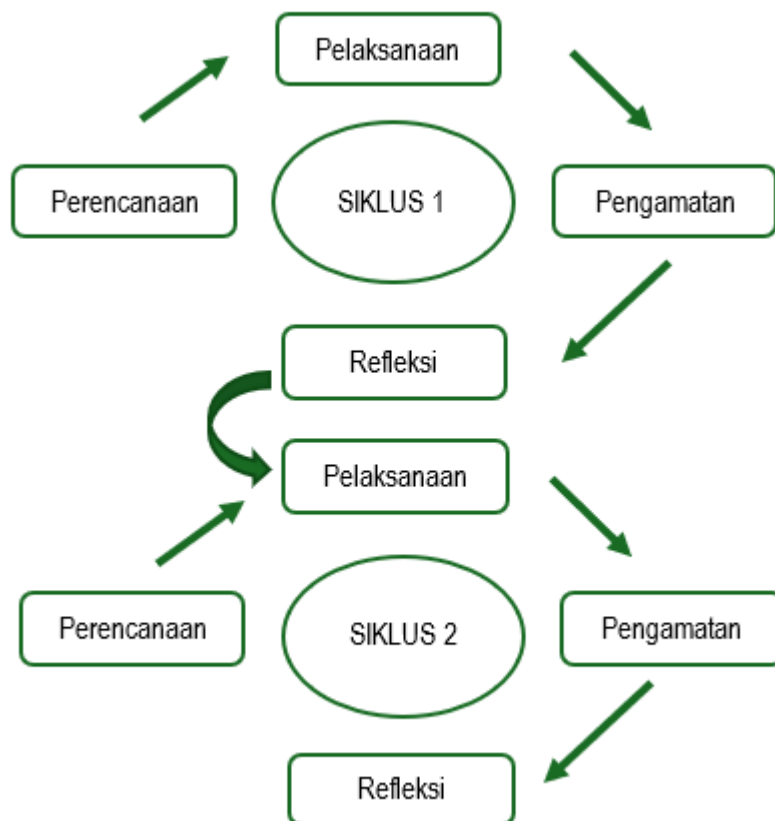 Pelaksanaan
Perencanaan
SIKLUS 1
Pengamatan
Refleksi
Pelaksanaan
Perencanaan
SIKLUS 2
Pengamatan
Refleksi